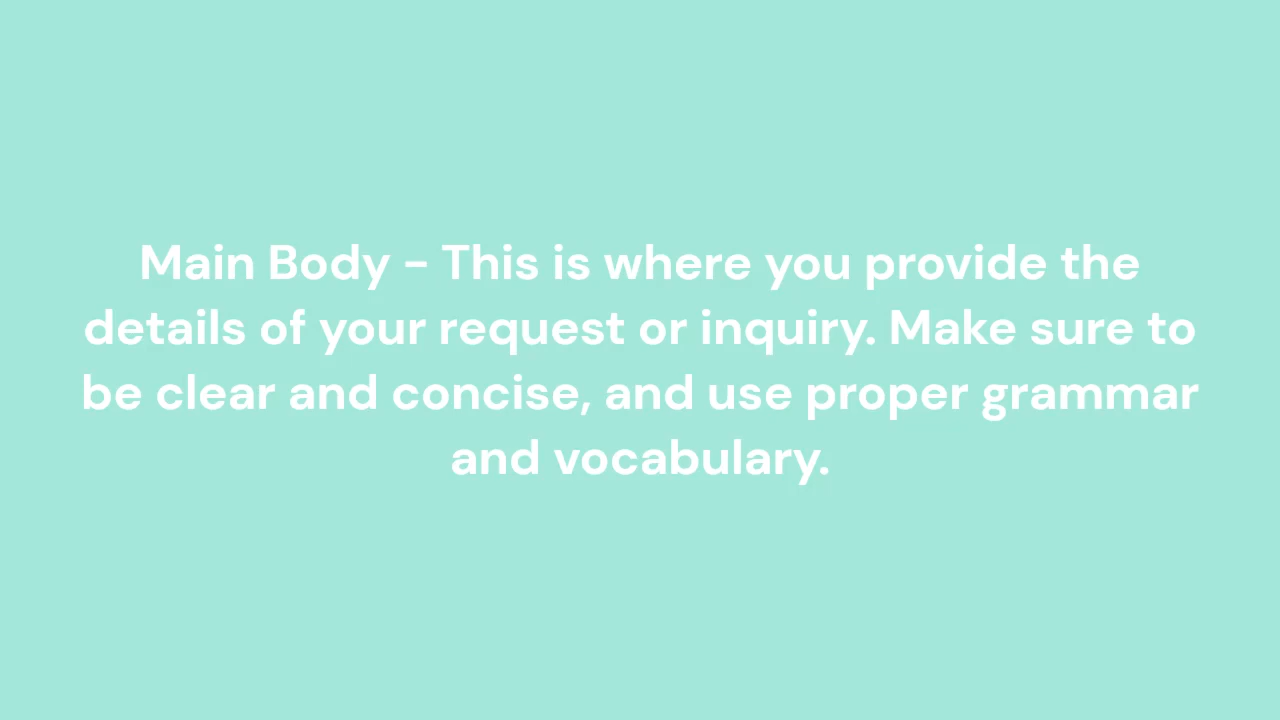 Main Body - This is where you provide the
details of your request or inquiry. Make sure to
be clear and concise, and use proper grammar
and vocabulary.